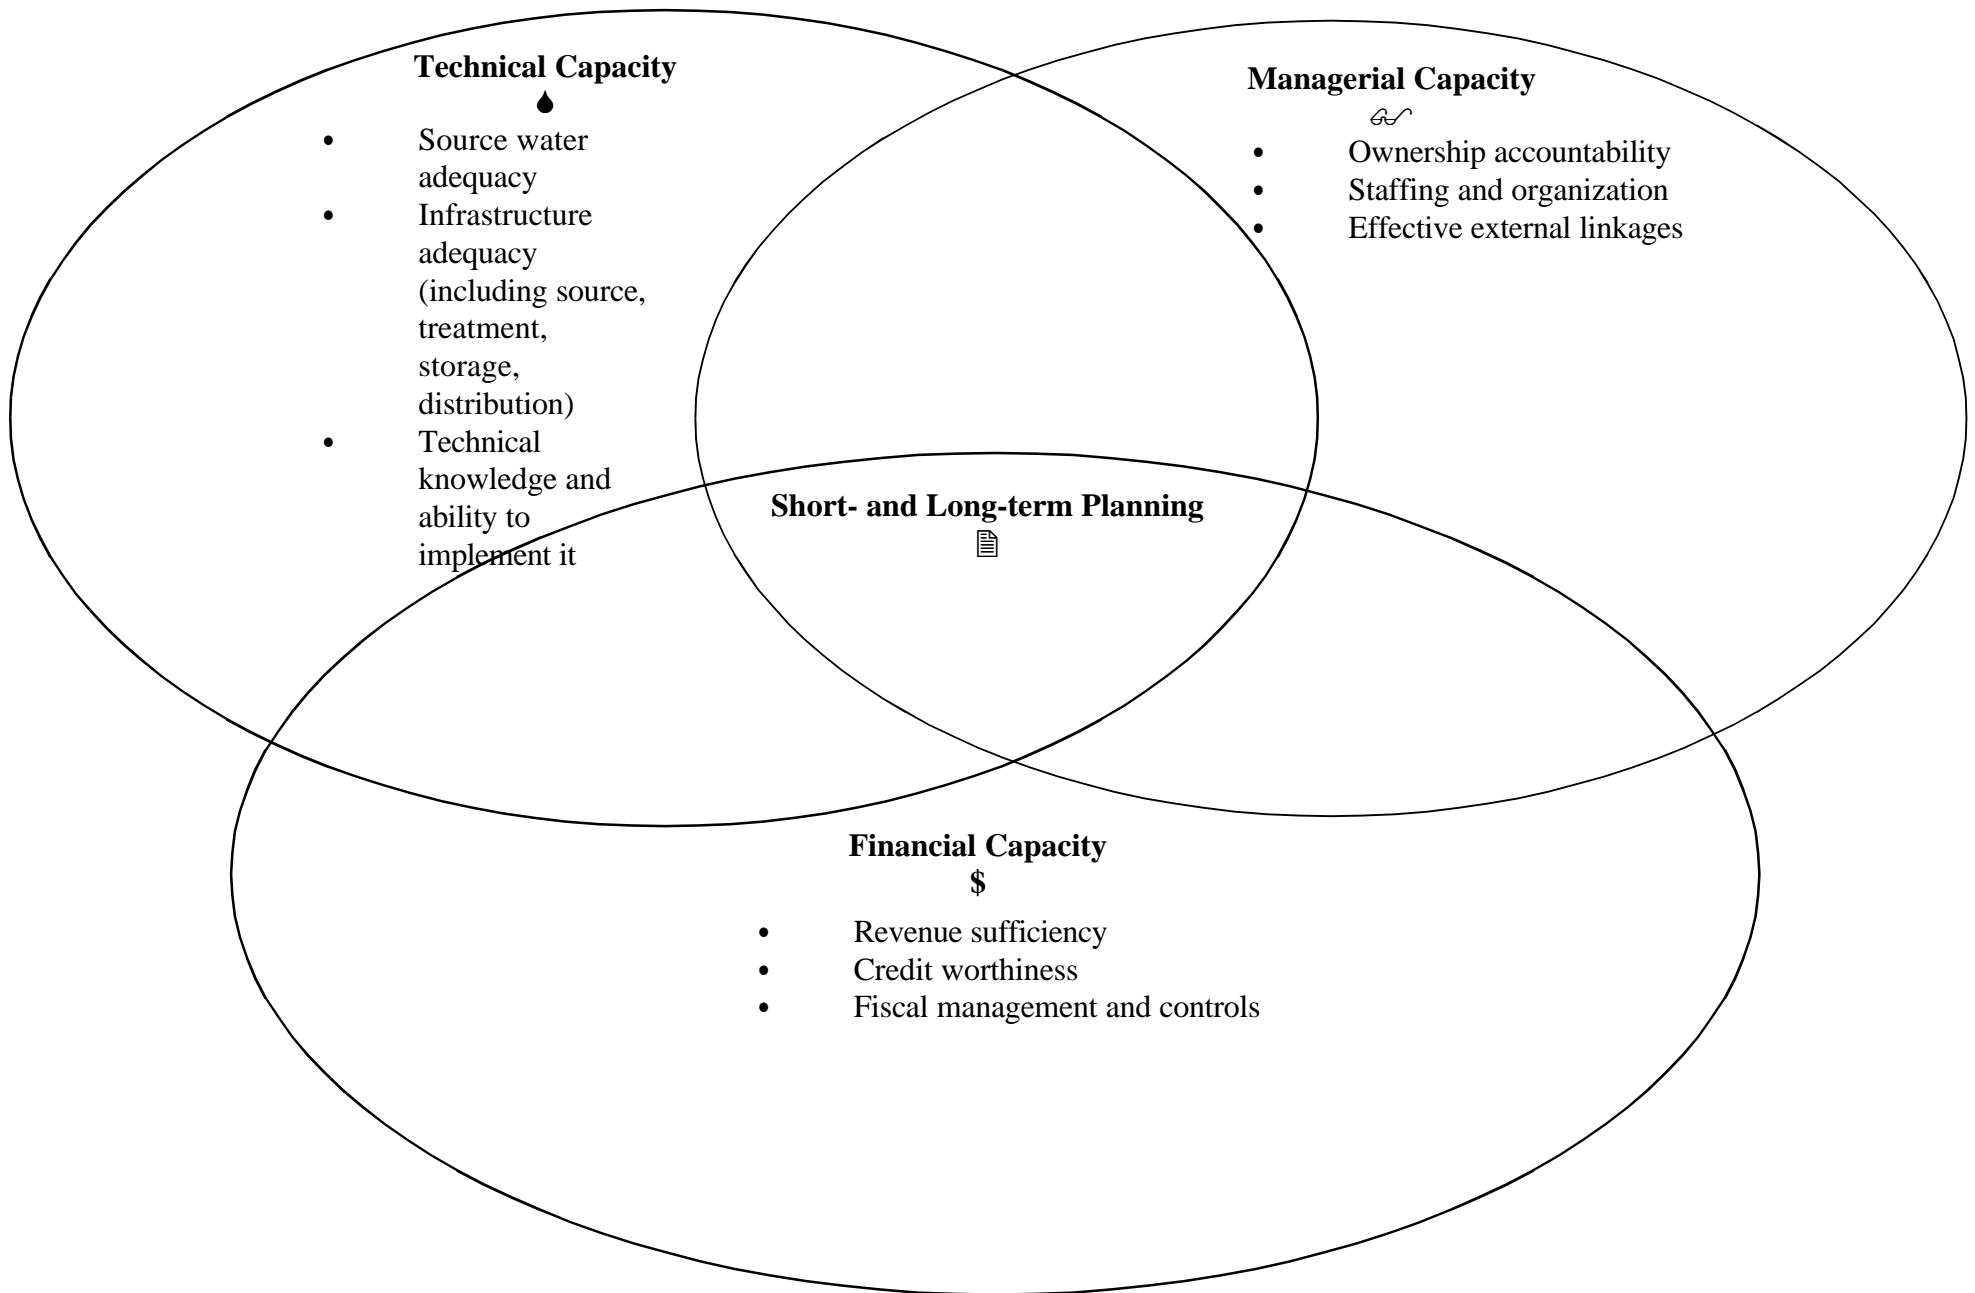 Technical Capacity
• Source water
adequacy
• Infrastructure
adequacy
(including source,
treatment,
storage,
distribution)
• Technical
knowledge and
ability to
implement it
Managerial Capacity
• Ownership accountability
• Staffing and organization
• Effective external linkages
Short- and Long-term Planning
Financial Capacity
$
• Revenue sufficiency
• Credit worthiness
• Fiscal management and controls